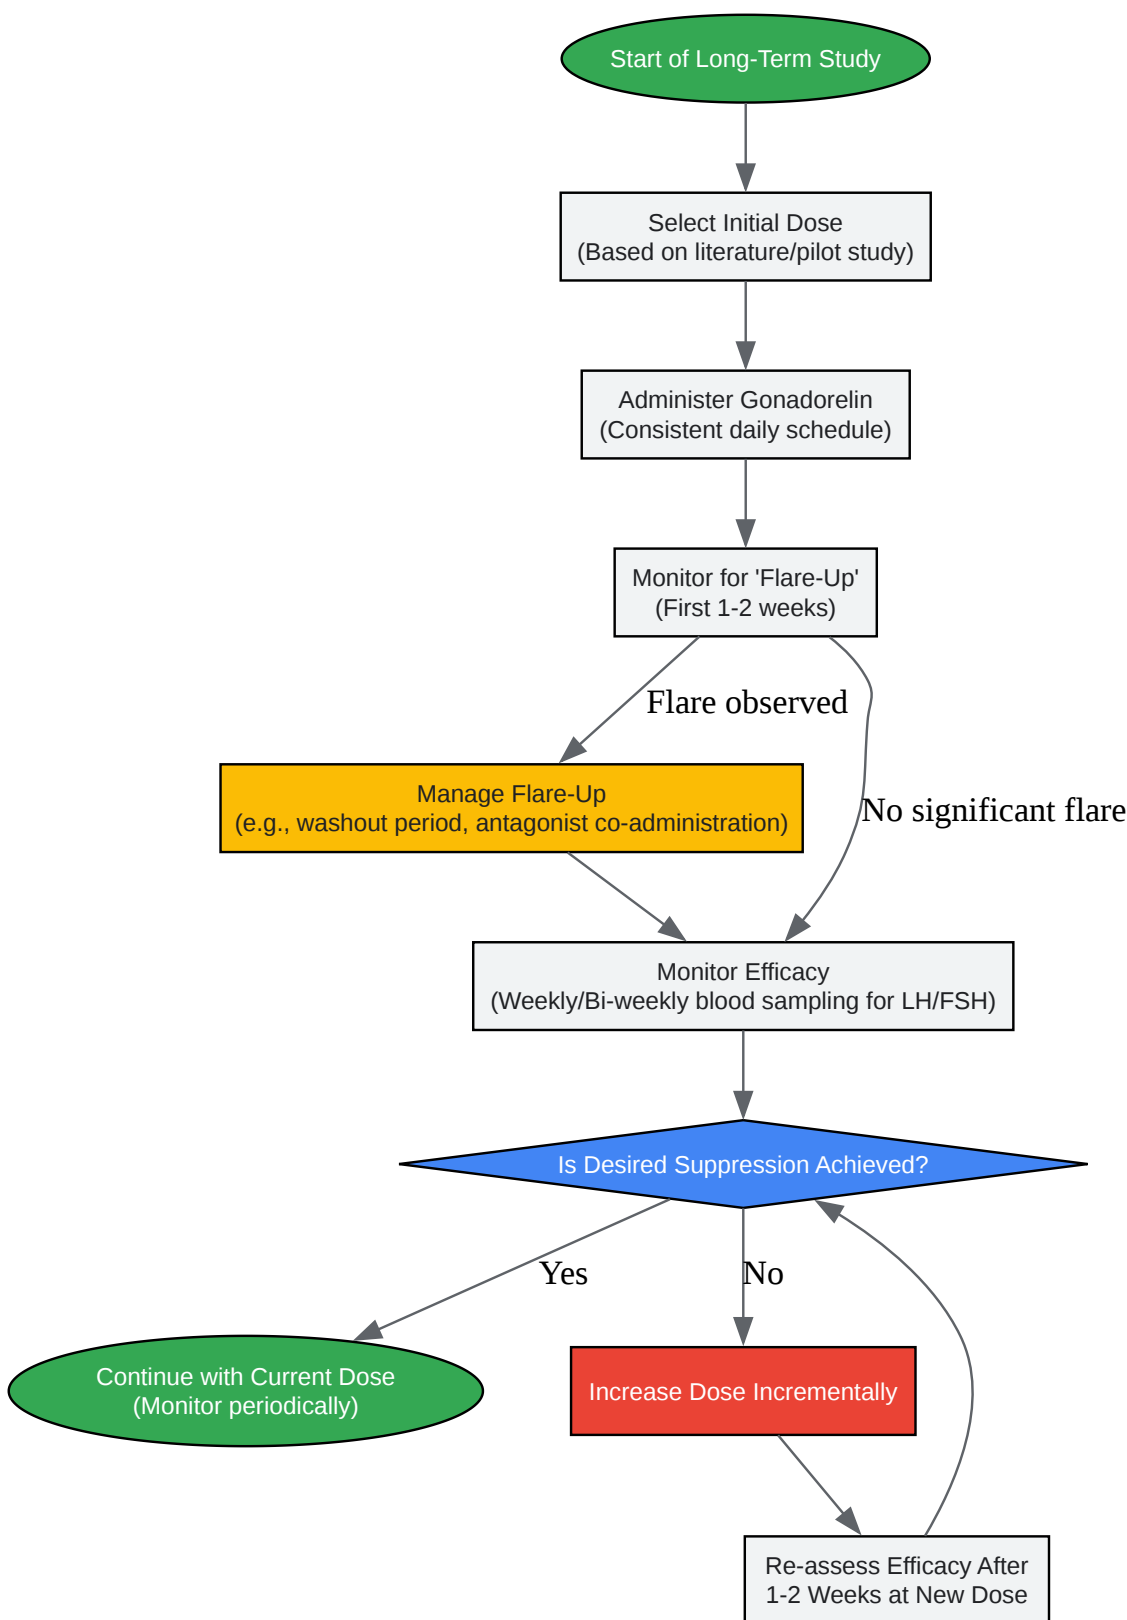 Start of Long-Term Study
Select Initial Dose
(Based on literature/pilot study)
Administer Gonadorelin
(Consistent daily schedule)
Monitor for 'Flare-Up'
(First 1-2 weeks)
Flare observed
Manage Flare-Up
(e.g., washout period, antagonist co-administration)
No significant flare
Monitor Efficacy
(Weekly/Bi-weekly blood sampling for LH/FSH)
Is Desired Suppression Achieved?
Yes
No
Continue with Current Dose
(Monitor periodically)
Increase Dose Incrementally
Re-assess Efficacy After
1-2 Weeks at New Dose